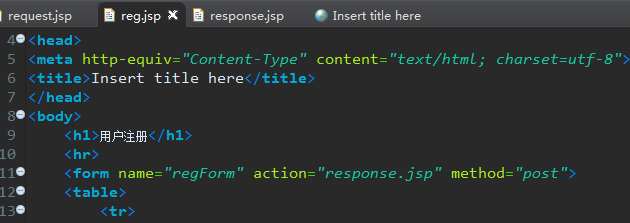 request.jsp reg.jsp response.jsp Insert title here
4 <head>
5 <meta http-equiv="Content-Type" content="text/html; charset=utf-8">
6 <title>Insert title here</title>
7 </head>
8 <body>
9 <h1>用户注册</h1>
10 <hr>
11 <form name="regForm" action="response.jsp" method="post">
12 <table>
13 <tr>